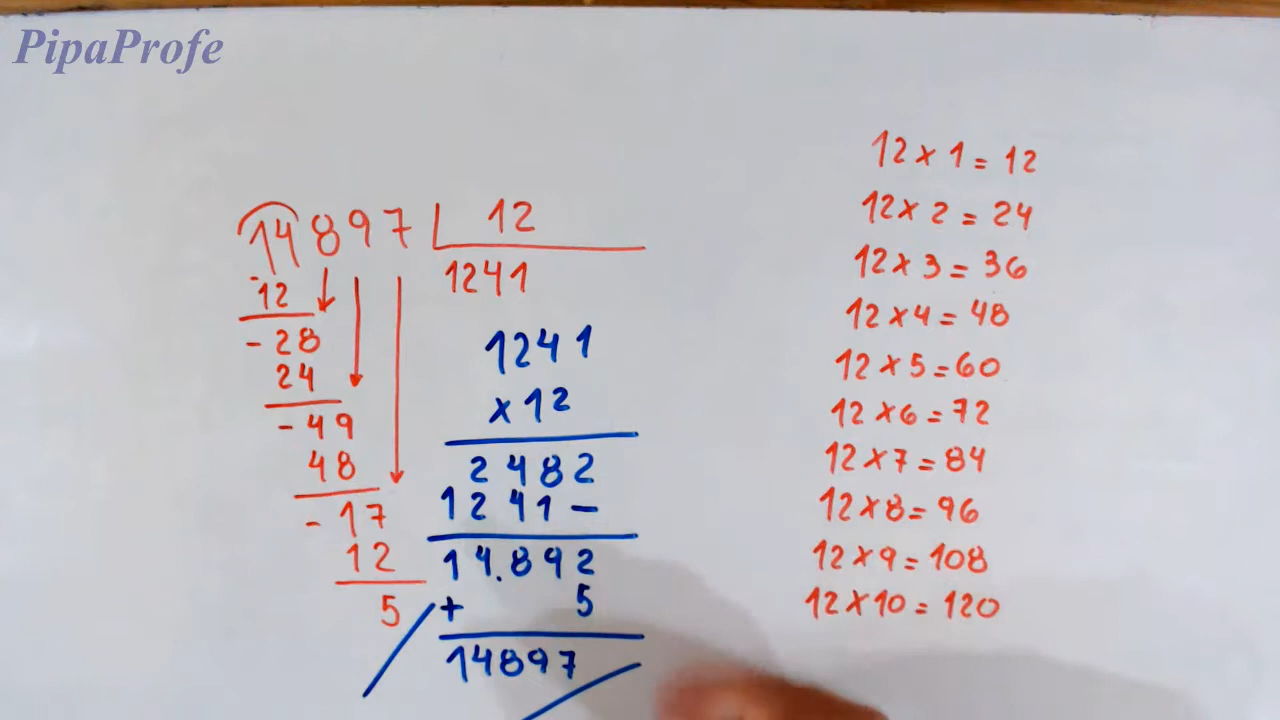 PipaProfe
14897 12
1241
- 12
- 28
24
- 49
48
- 17
12
5
1241
x 12
2482
1241 –
14.892
+ 5
14897
12 x 1 = 12
12 x 2 = 24
12 x 3 = 36
12 x 4 = 48
12 x 5 = 60
12 x 6 = 72
12 x 7 = 84
12 x 8 = 96
12 x 9 = 108
12 x 10 = 120